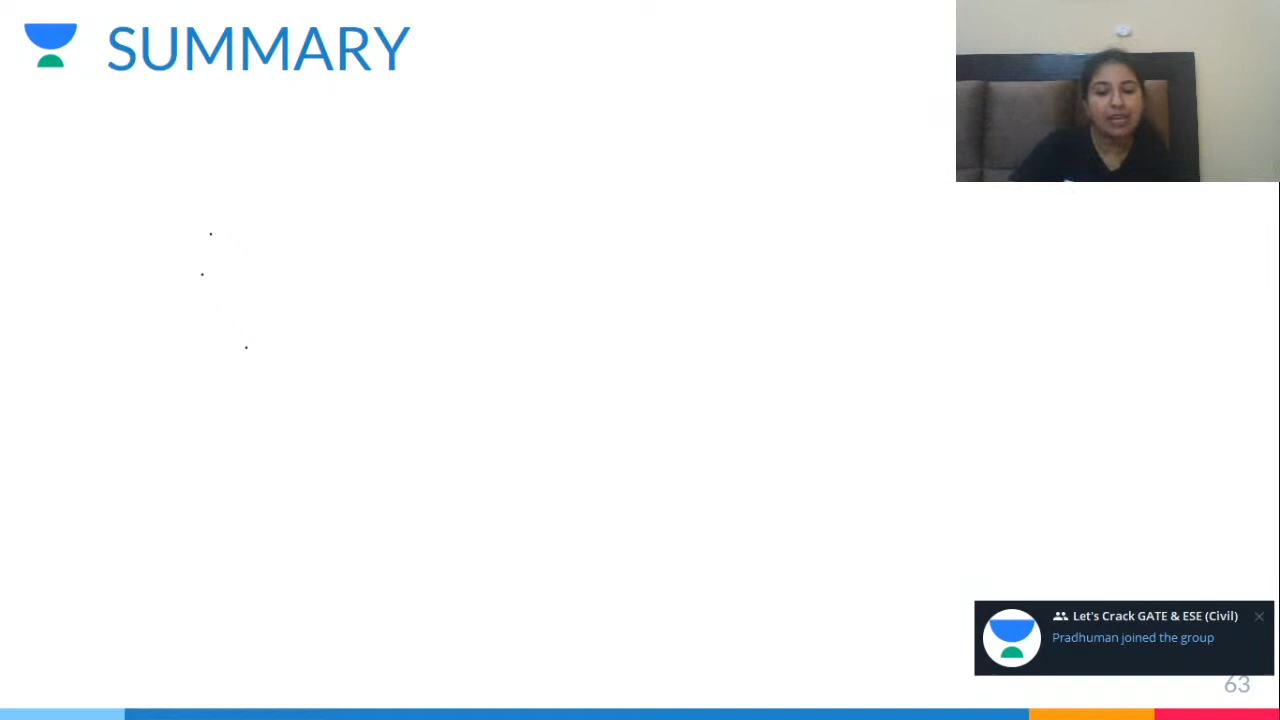 SUMMARY
Let's Crack GATE & ESE (Civil)
Pradhuman joined the group
63